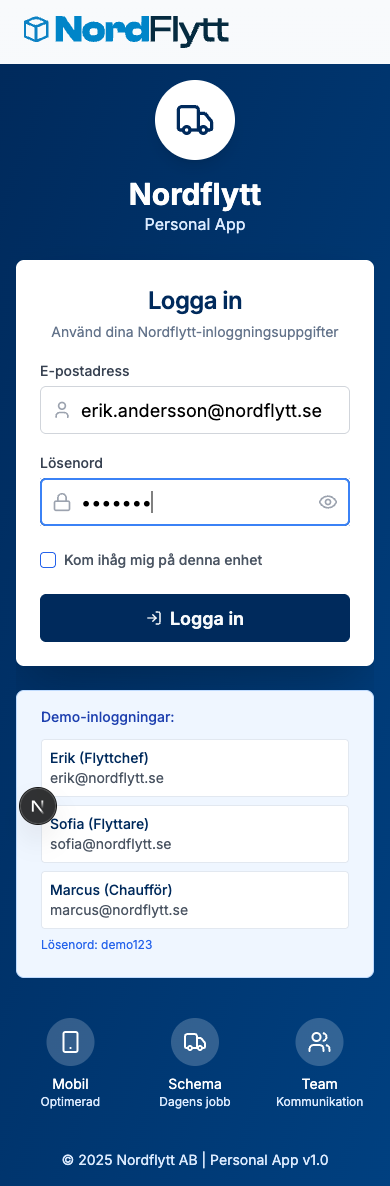 NordFlytt
Nordflytt
Personal App
Logga in
Använd dina Nordflytt-inloggningsuppgifter
E-postadress
erik.andersson@nordflytt.se
Lösenord
•••••••
Kom ihåg mig på denna enhet
Logga in
Demo-inloggningar:
Erik (Flyttchef)
erik@nordflytt.se
N
Sofia (Flyttare)
sofia@nordflytt.se
Marcus (Chaufför)
marcus@nordflytt.se
Lösenord: demo123
Mobil
Optimerad
Schema
Dagens jobb
Team
Kommunikation
© 2025 Nordflytt AB | Personal App v1.0